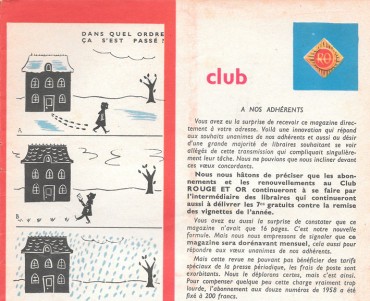 DANS QUEL ORDRE
ÇA S'EST PASSÉ ?
A.
B.
club
RO
A NOS ADHÉRENTS
Vous avez eu la surprise de recevoir ce magazine direc-
tement à votre adresse. Voilà une innovation qui répond
aux souhaits unanimes de nos adhérents et aussi au désir
d'une grande majorité de libraires souhaitant se voir
allégés de cette transmission qui compliquait singulière-
ment leur tâche. Nous ne pouvions que nous incliner devant
ces vœux concordants.
Nous nous hâtons de préciser que les abon-
nements et les renouvellements au Club
ROUGE ET OR continueront à se faire par
l'intermédiaire des libraires qui continueront
aussi à délivrer les 7es gratuits contre la remise
des vignettes de l'année.
Vous avez eu aussi la surprise de constater que ce
magazine n'avait que 16 pages. C'est notre nouvelle
formule. Mais nous nous empressons de signaler que ce
magazine sera dorénavant mensuel, cela aussi pour
répondre aux vœux unanimes de nos adhérents.
Mais cette revue ne pouvant pas bénéficier des tarifs
spéciaux de la presse périodique, les frais de poste sont
exorbitants. Nous le déplorons certes, mais c'est ainsi.
Pour compenser quelque peu cette charge vraiment trop
lourde, l'abonnement aux douze numéros de 1958 a été
fixé à 200 francs.